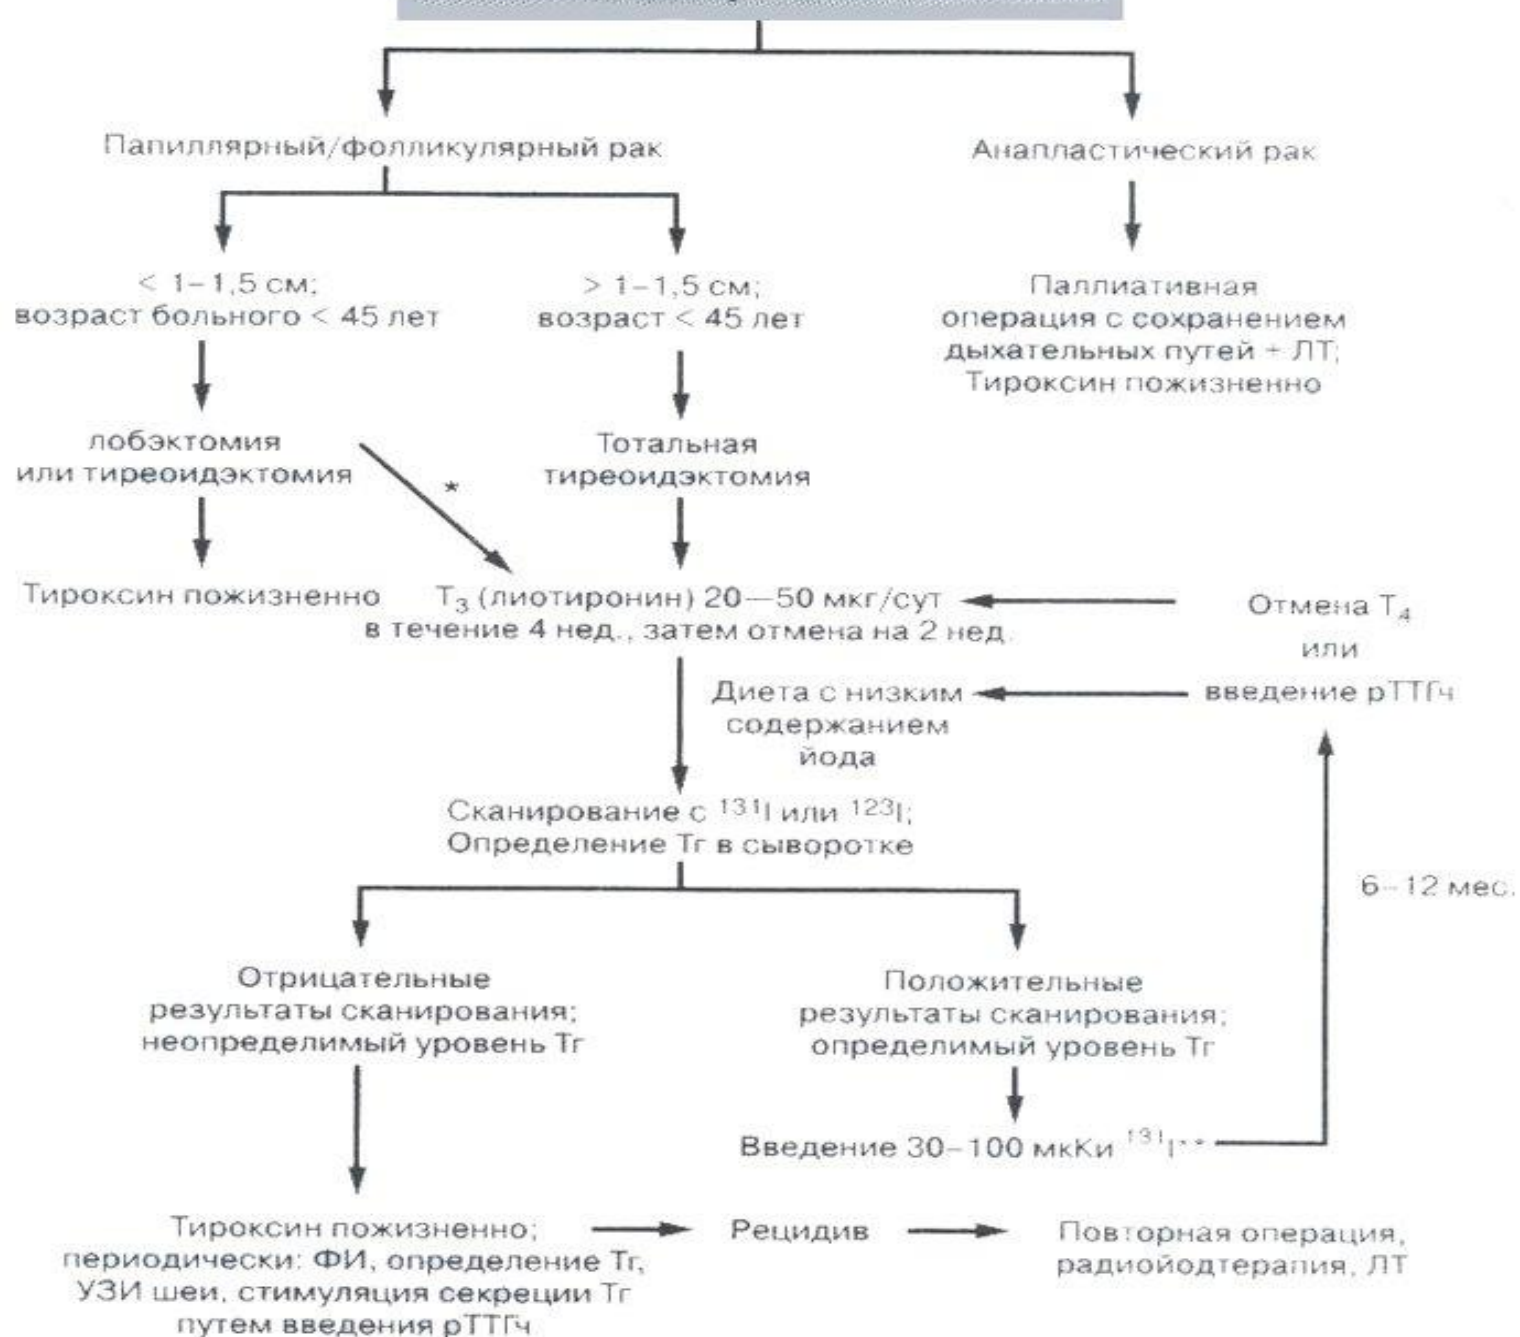 Папиллярный/фолликулярный рак
Анапластический рак
< 1–1,5 см;
возраст больного < 45 лет
> 1–1,5 см;
возраст < 45 лет
Паллиативная
операция с сохранением
дыхательных путей + ЛТ;
Тироксин пожизненно
лобэктомия
или тиреоидэктомия
*
Тотальная
тиреоидэктомия
Тироксин пожизненно
Т₃ (лиотиронин) 20—50 мкг/сут
в течение 4 нед., затем отмена на 2 нед.
Отмена Т₄
или
введение рТТГч
Диета с низким
содержанием
йода
Сканирование с ¹³¹I или ¹²³I;
Определение Тг в сыворотке
6–12 мес.
Отрицательные
результаты сканирования;
неопределимый уровень Тг
Положительные
результаты сканирования;
определимый уровень Тг
Введение 30–100 мкКи ¹³¹I**
Тироксин пожизненно;
периодически: ФИ, определение Тг,
УЗИ шеи, стимуляция секреции Тг
путем введения рТТГч
Рецидив
Повторная операция,
радиойодтерапия, ЛТ